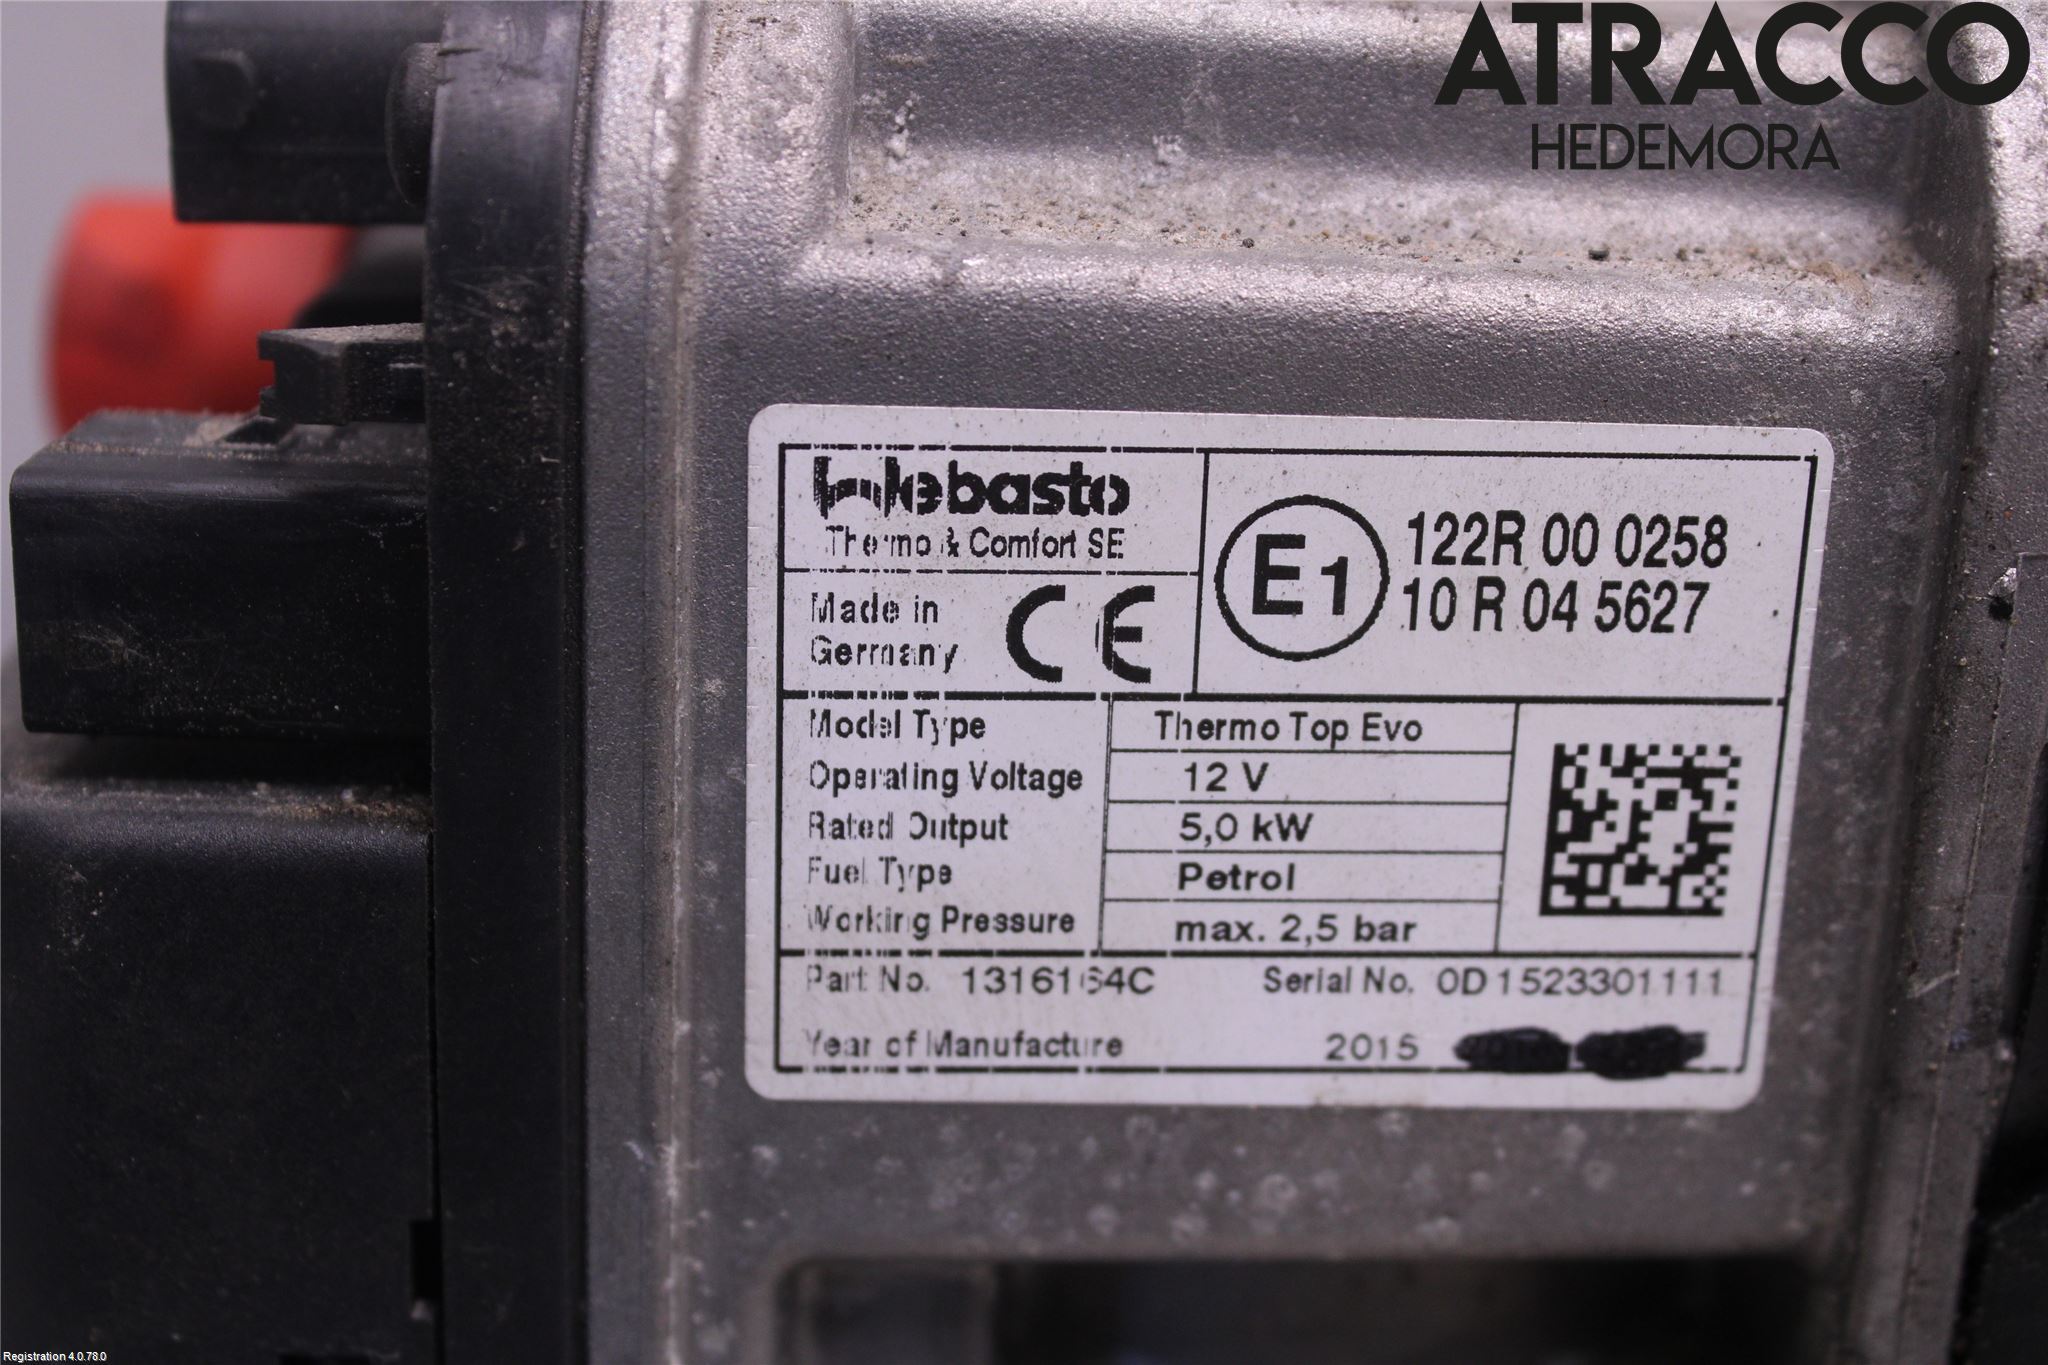 ATRACCO
HEDEMORA
Webasto
Thermo & Comfort SE
Made in
Germany
CE
E1
122R 00 0258
10 R 04 5627
Model Type Thermo Top Evo
Operating Voltage 12 V
Rated Output 5,0 kW
Fuel Type Petrol
Working Pressure max. 2,5 bar
Part No. 1316164C Serial No. 0D1523301111
Year of Manufacture 2015
Registration 4.0.78.0